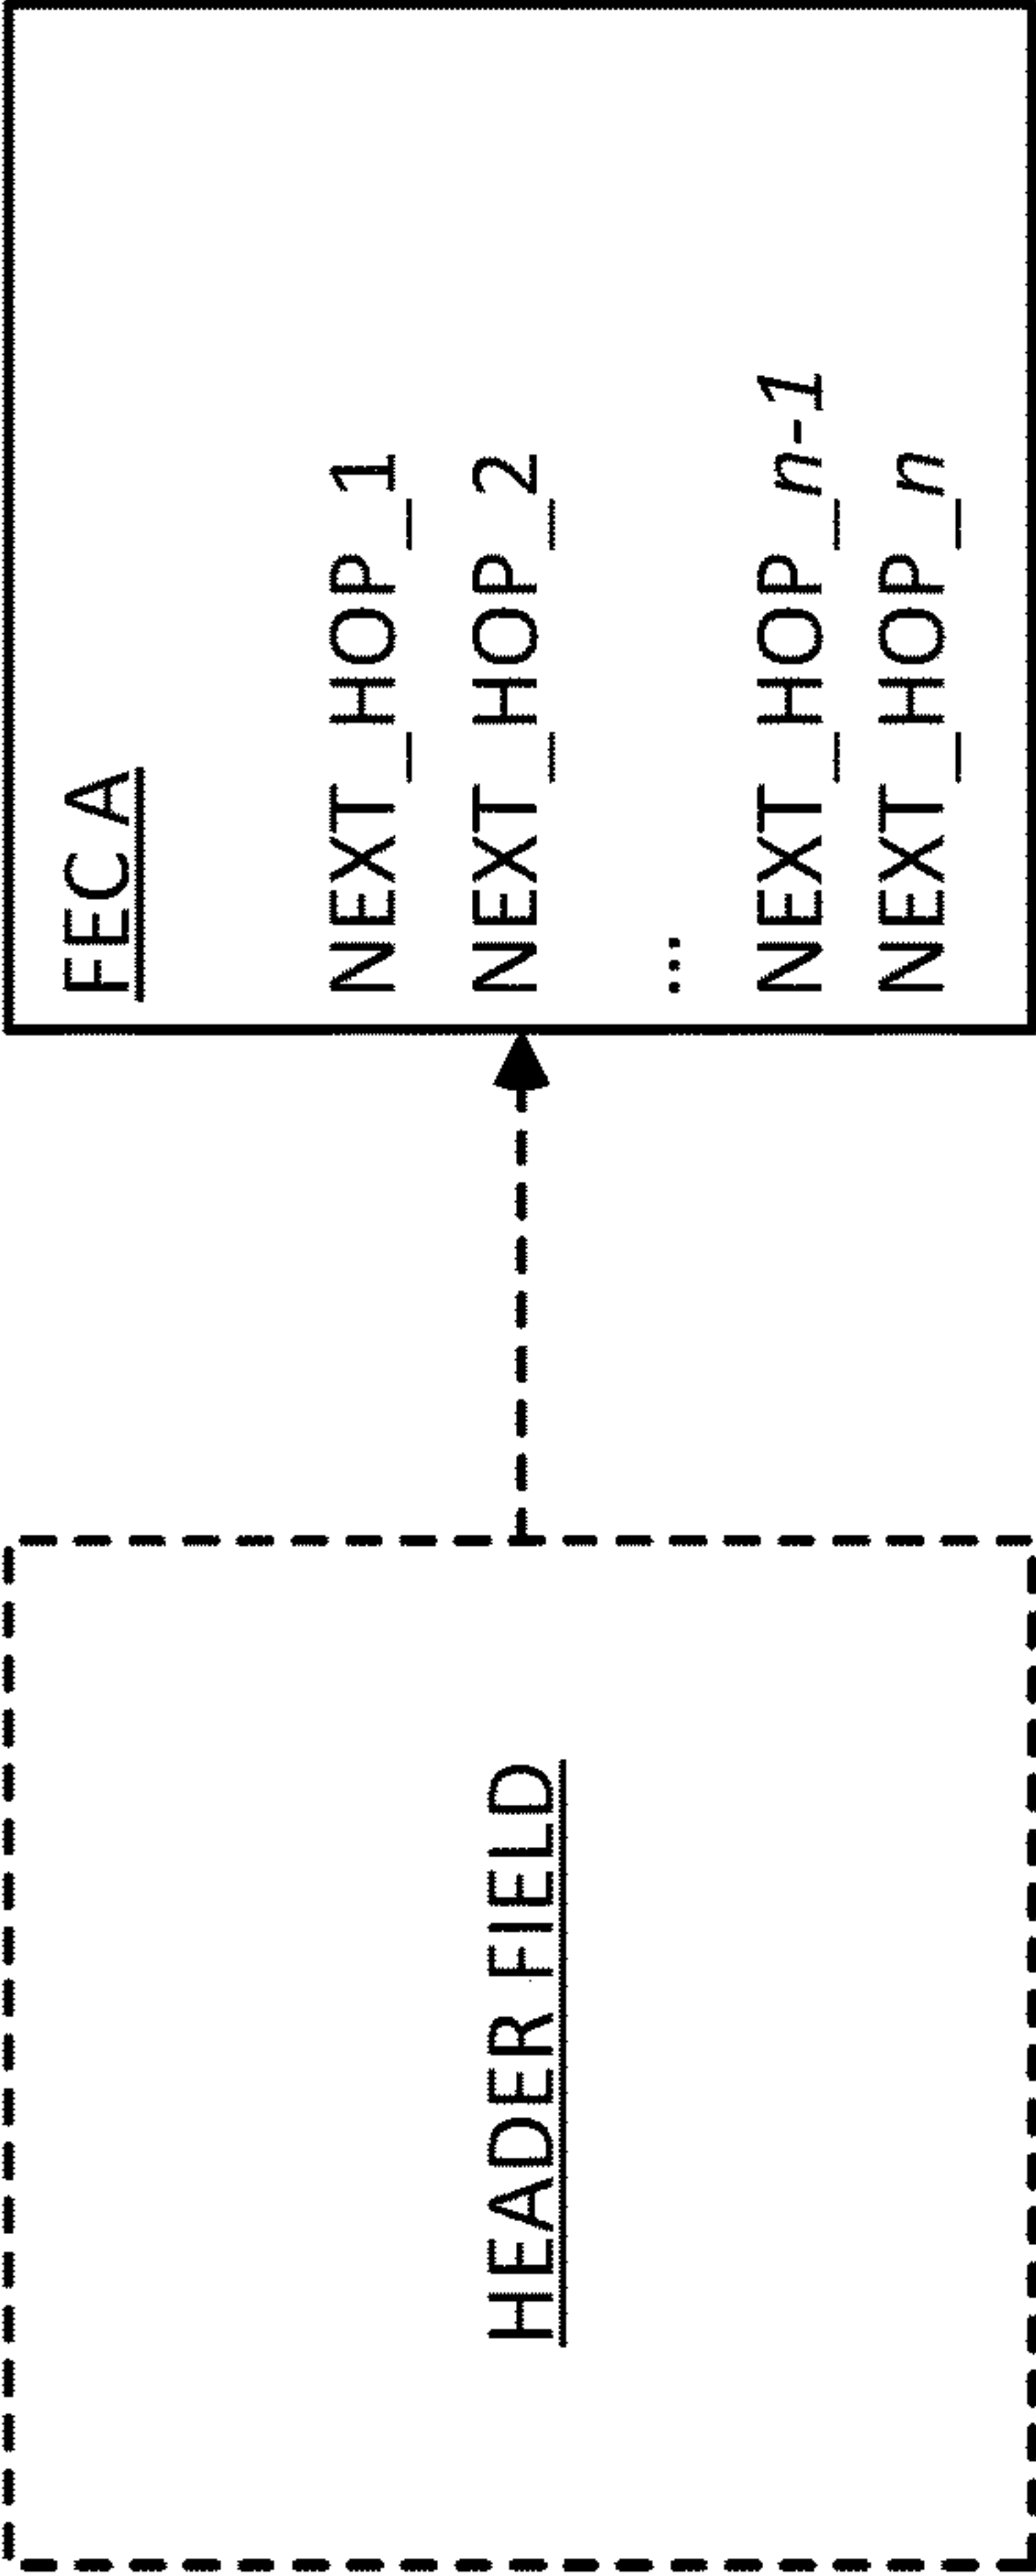 HEADER FIELD
FEC A
NEXT_HOP_1
NEXT_HOP_2
...
NEXT_HOP_n-1
NEXT_HOP_n